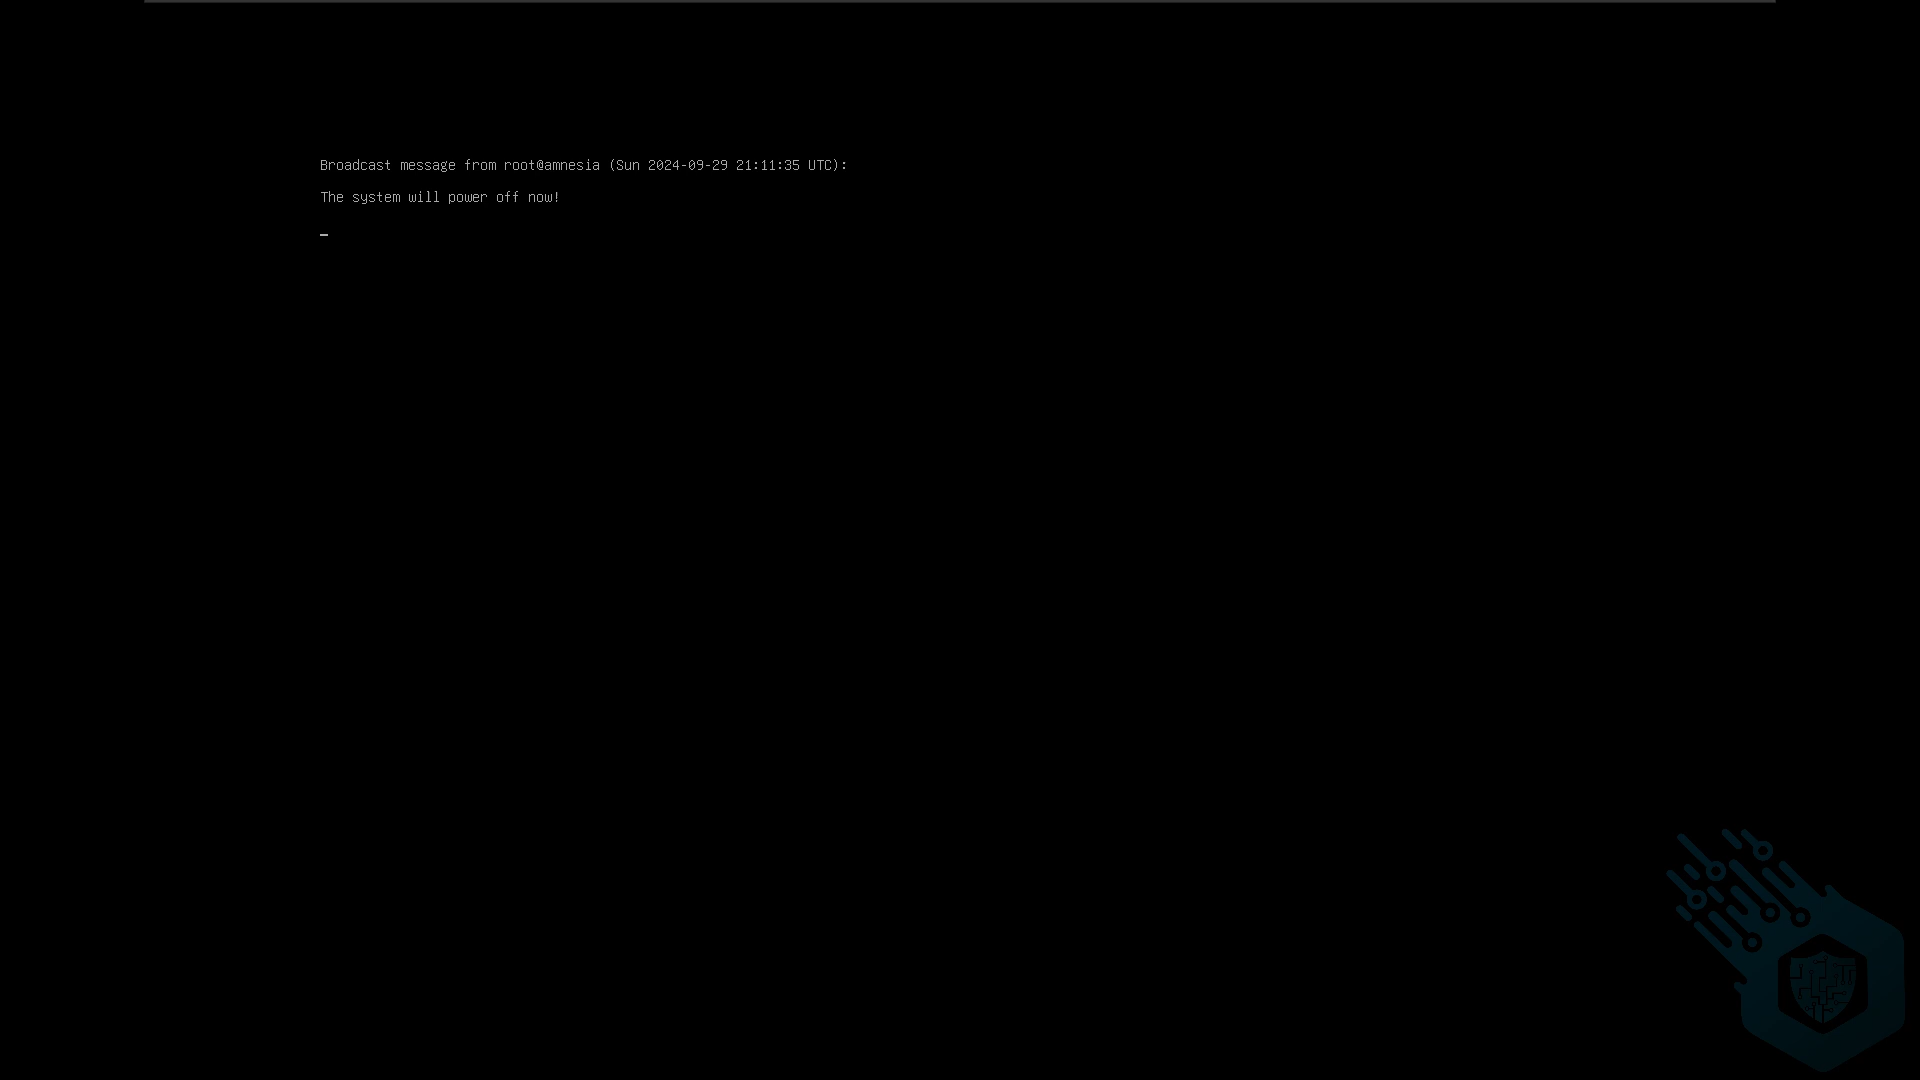 Broadcast message from root@amnesia (Sun 2024-09-29 21:11:35 UTC):
The system will power off now!